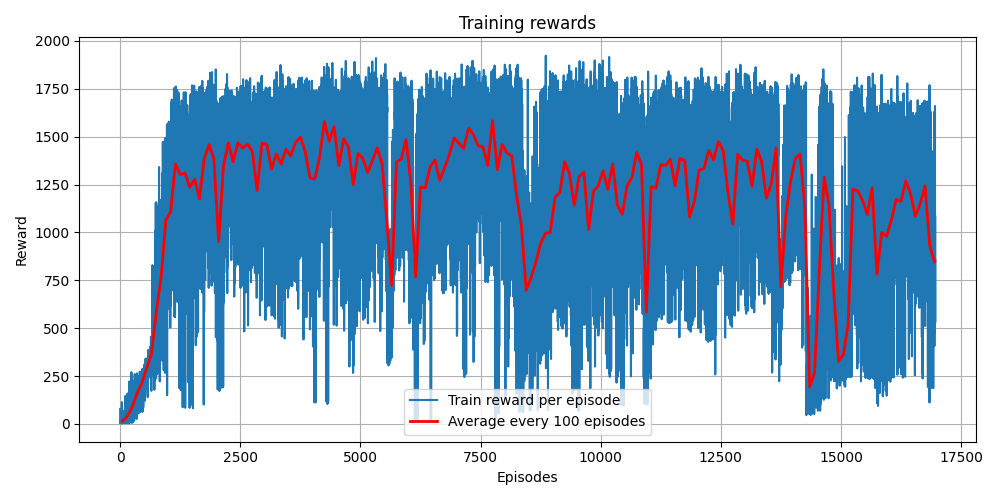 Training rewards
2000
1750
1500
1250
1000
750
500
250
0
Reward
Train reward per episode
Average every 100 episodes
0 2500 5000 7500 10000 12500 15000 17500
Episodes